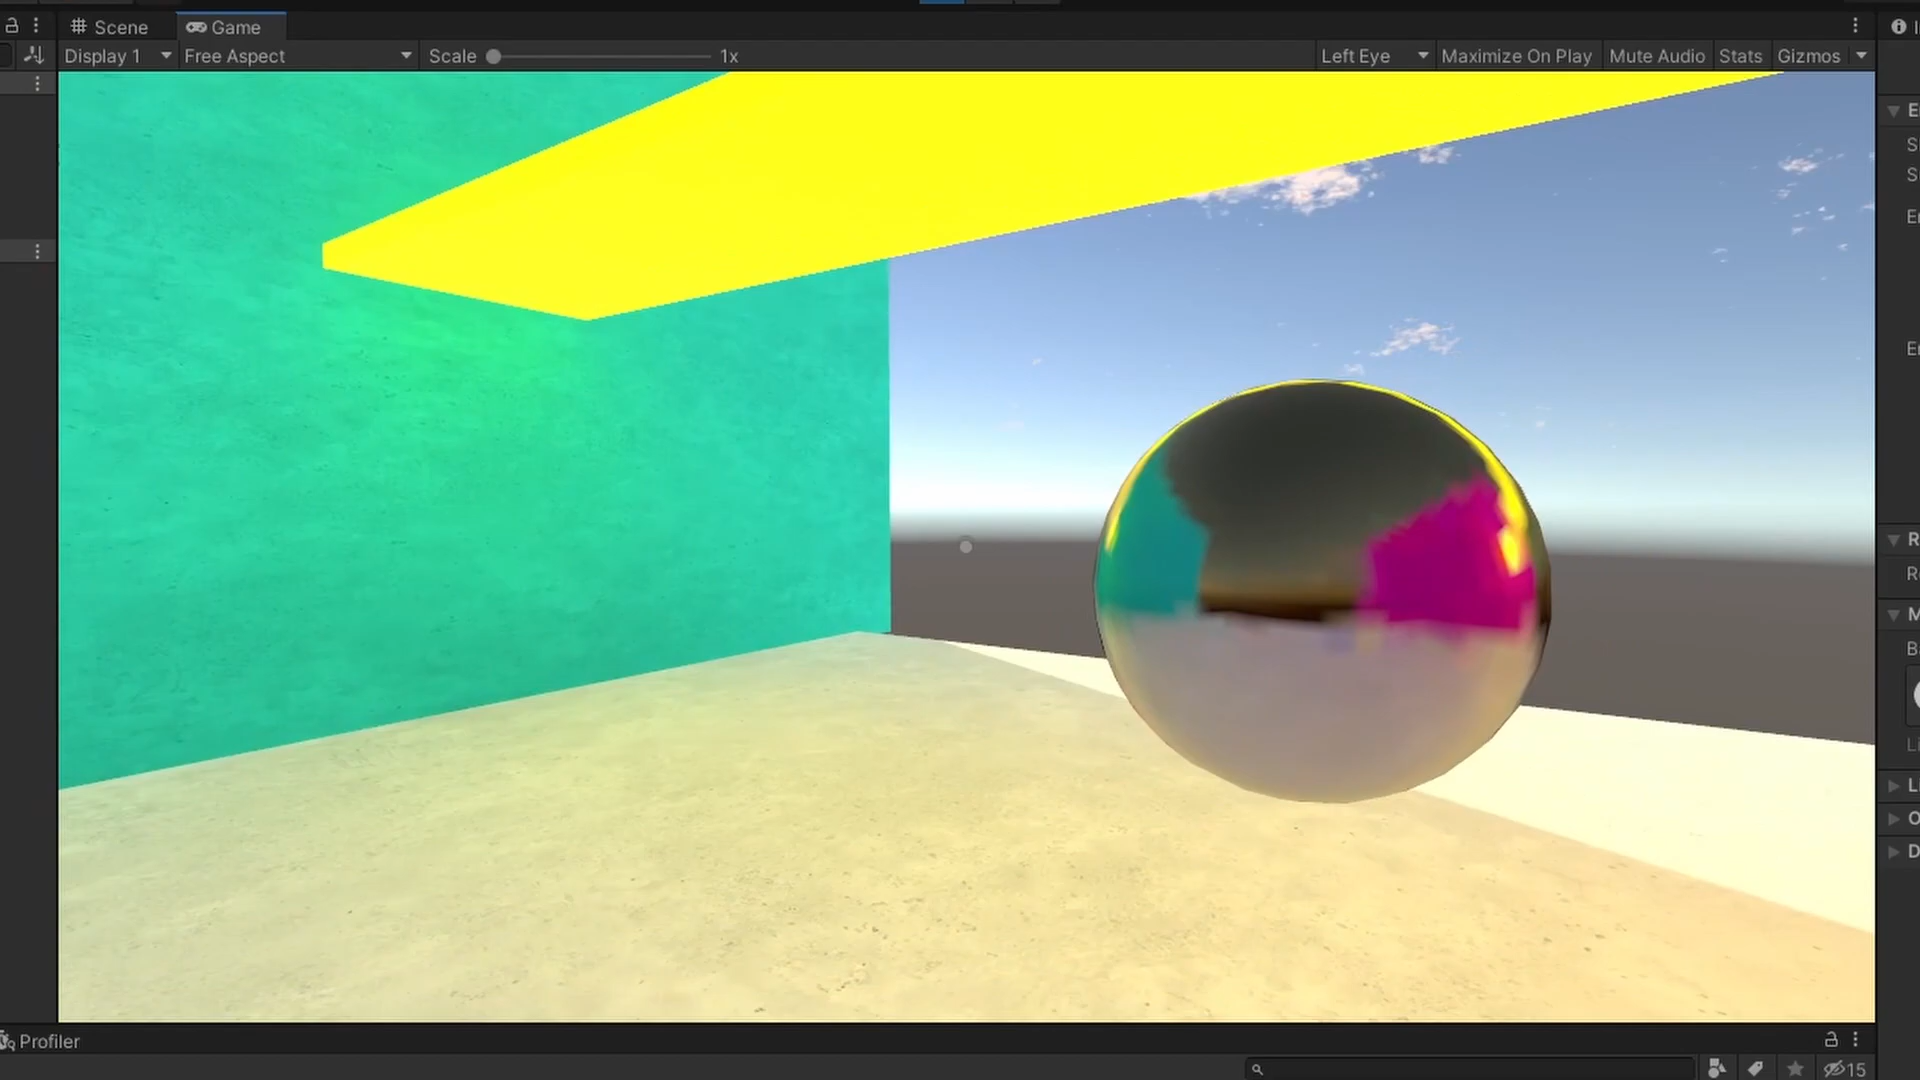 Scene Game
Display 1 Free Aspect Scale 1x Left Eye Maximize On Play Mute Audio Stats Gizmos
Profiler
15